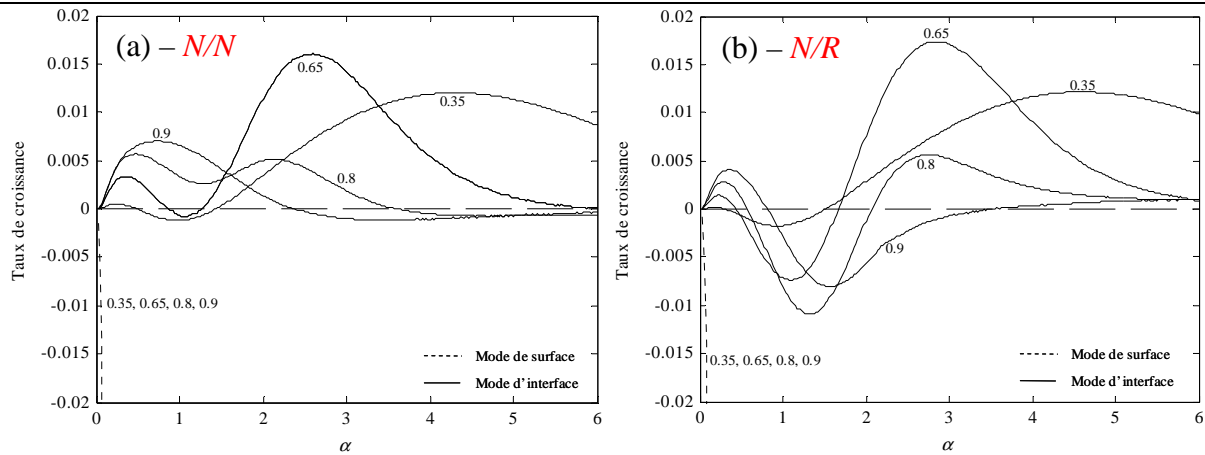 (a) – N/N
0.02
0.015
0.01
0.005
0
-0.005
-0.01
-0.015
-0.02
Taux de croissance
0.65
0.35
0.9
0.8
0.35, 0.65, 0.8, 0.9
Mode de surface
Mode d'interface
0 1 2 3 4 5 6
α
(b) – N/R
0.02
0.015
0.01
0.005
0
-0.005
-0.01
-0.015
-0.02
Taux de croissance
0.65
0.35
0.8
0.9
0.35, 0.65, 0.8, 0.9
Mode de surface
Mode d'interface
0 1 2 3 4 5 6
α